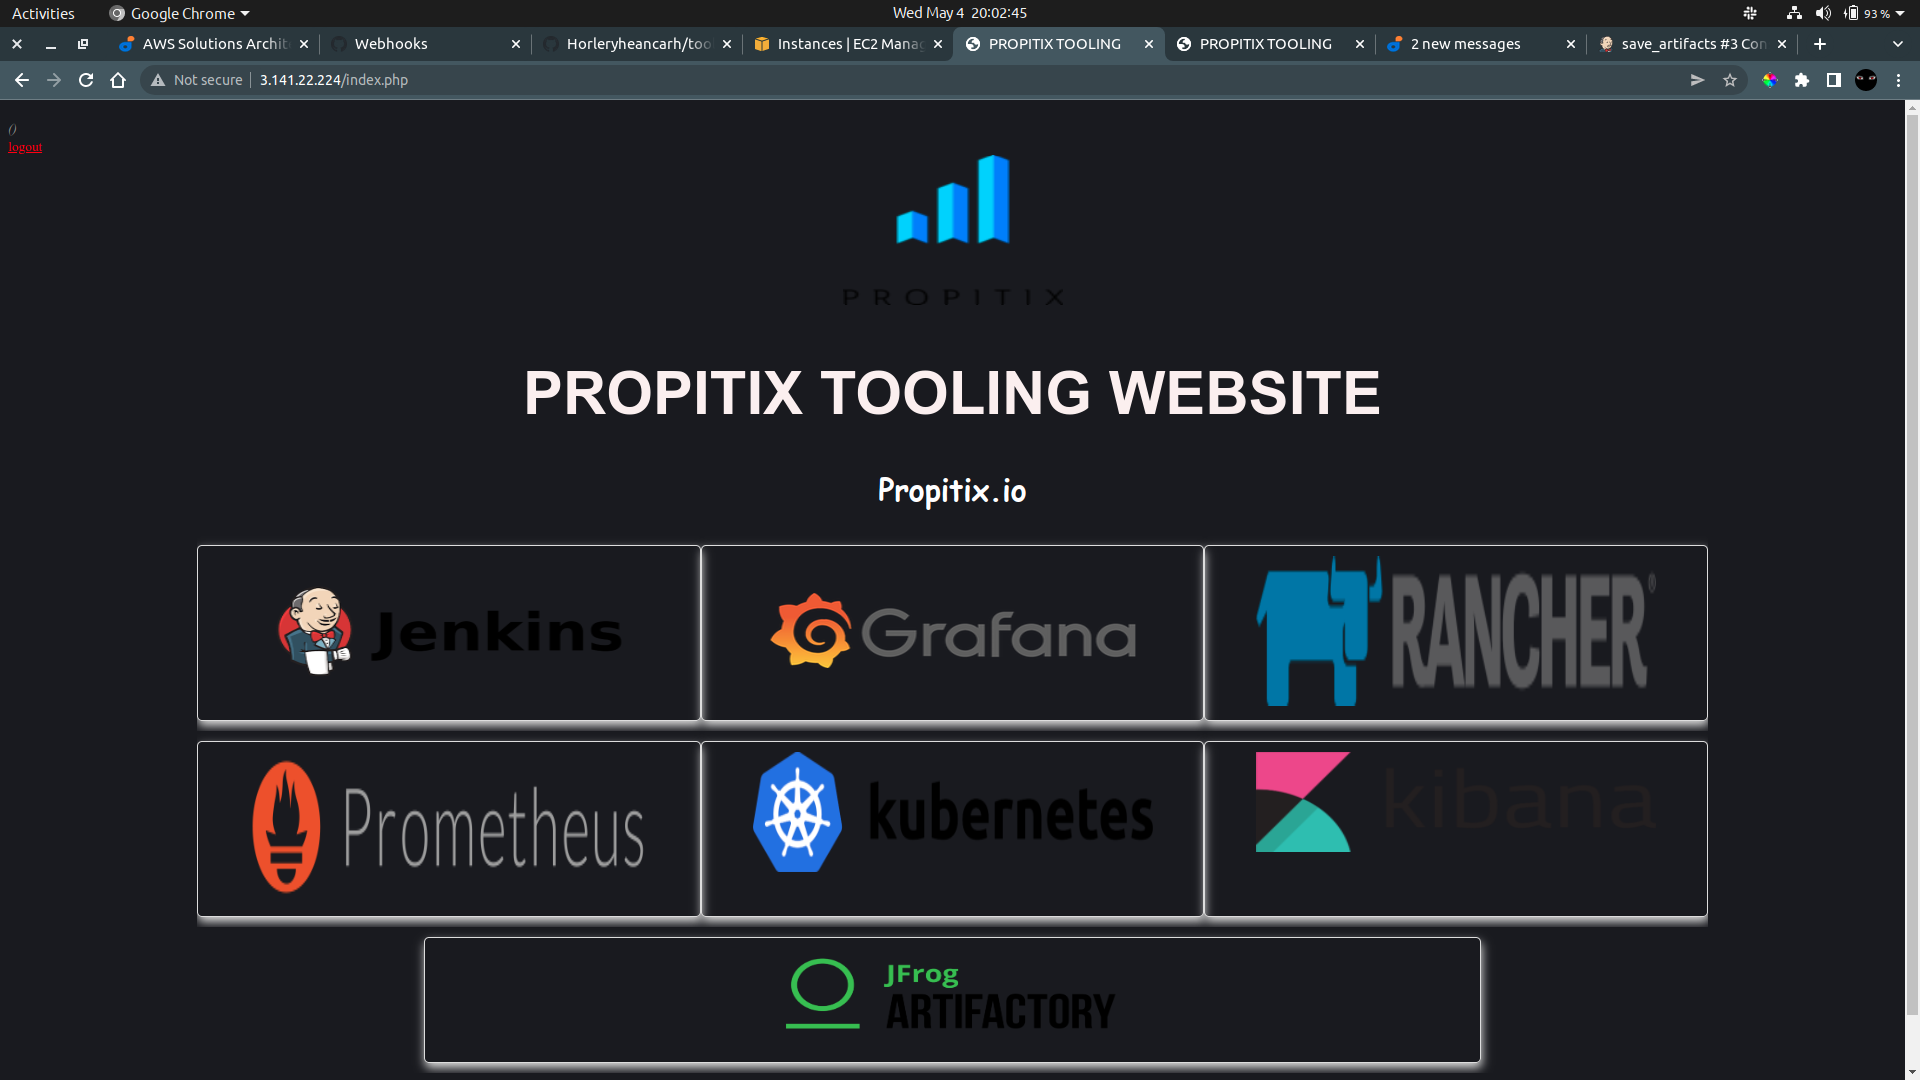 Activities
Google Chrome
Wed May 4 20:02:45
93 %
AWS Solutions Archit
Webhooks
Horleryheancarh/too
Instances | EC2 Manag
PROPITIX TOOLING
PROPITIX TOOLING
2 new messages
save_artifacts #3 Con
Not secure
3.141.22.224/index.php
()
logout
PROPITIX
PROPITIX TOOLING WEBSITE
Propitix.io
Jenkins
Grafana
RANCHER®
Prometheus
kubernetes
kibana
JFrog
ARTIFACTORY